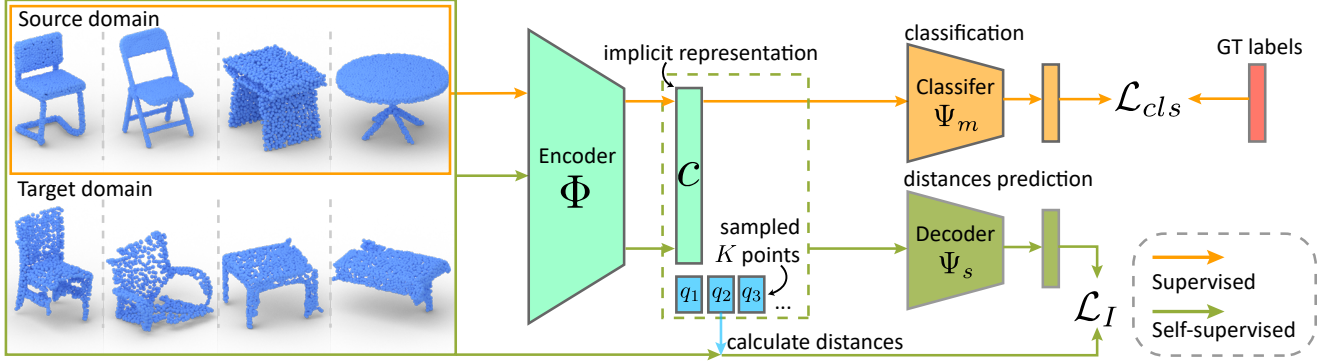 Source domain
Target domain
Encoder
Φ
implicit representation
c
sampled
K points
q1 q2 q3 ...
calculate distances
classification
Classifer
Ψm
Lcls
GT labels
distances prediction
Decoder
Ψs
LI
Supervised
Self-supervised